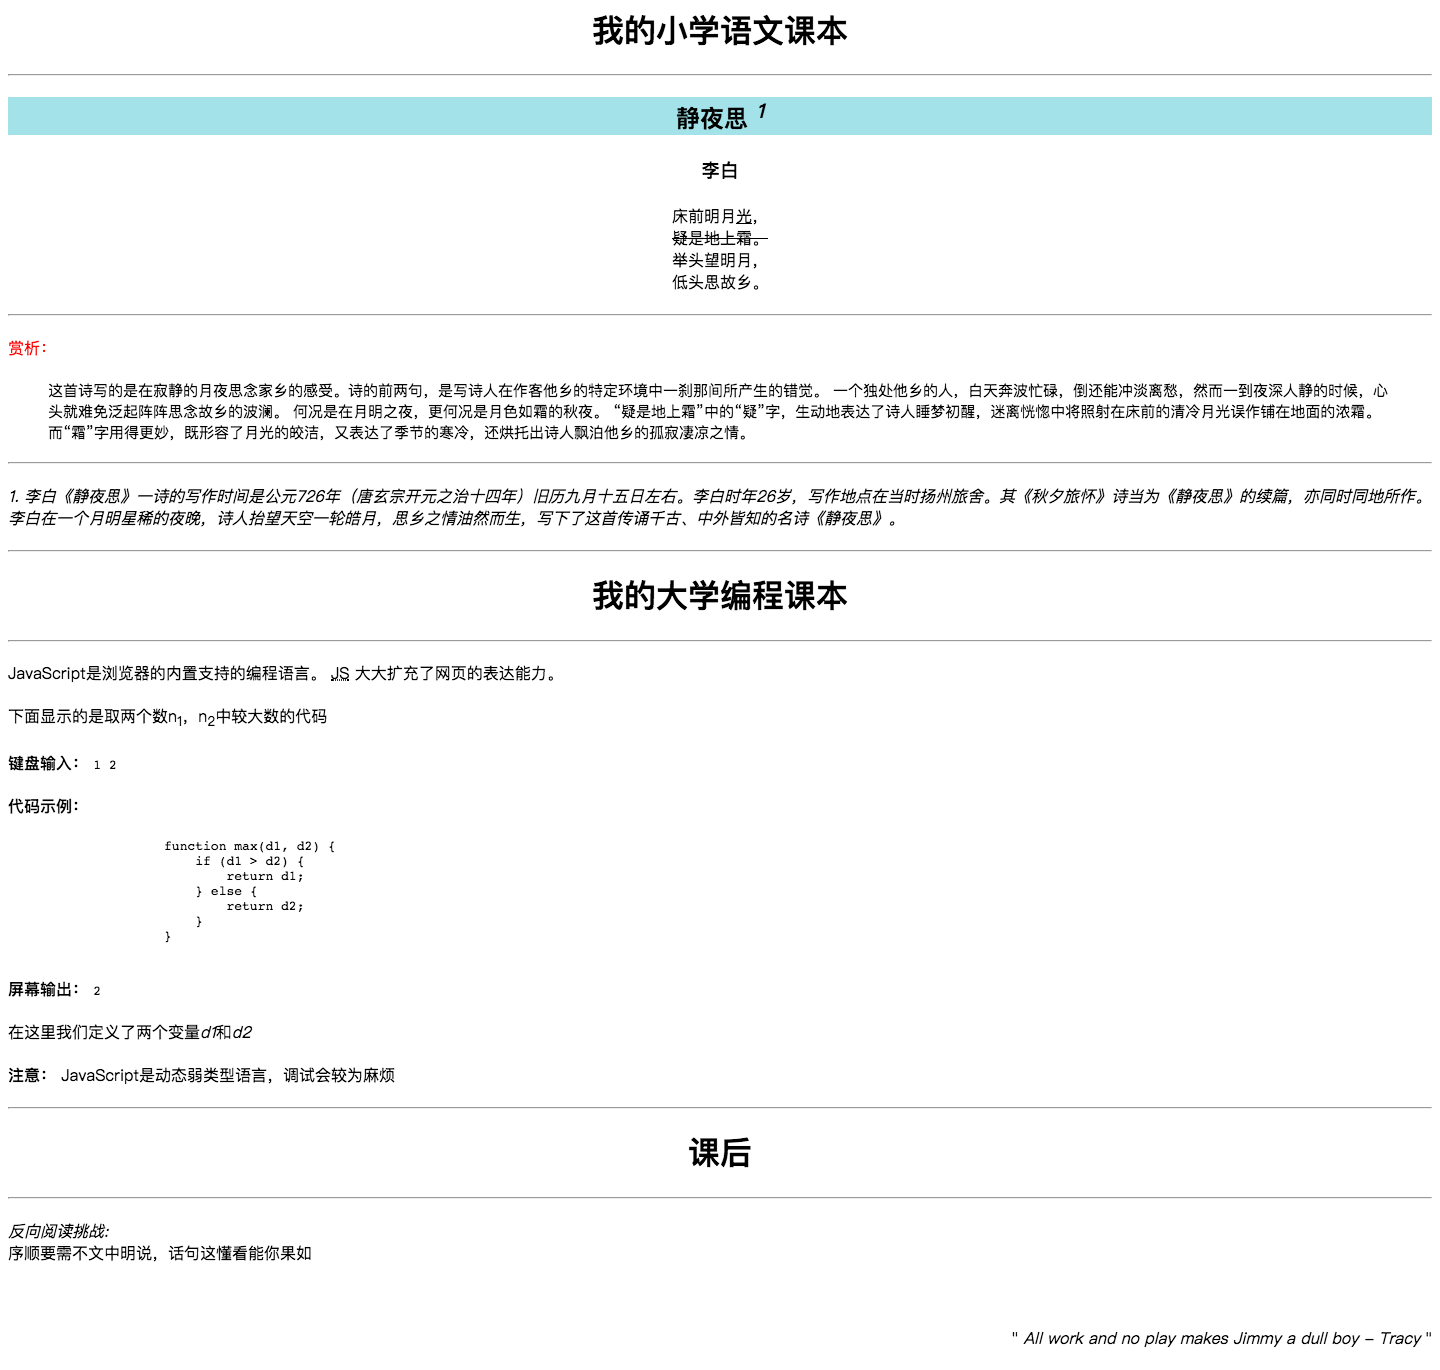 我的小学语文课本
静夜思 1
李白
床前明月光，
疑是地上霜。
举头望明月，
低头思故乡。
赏析：
这首诗写的是在寂静的月夜思念家乡的感受。诗的前两句，是写诗人在作客他乡的特定环境中一刹那间所产生的错觉。 一个独处他乡的人，白天奔波忙碌，倒还能冲淡离愁，然而一到夜深人静的时候，心
头就难免泛起阵阵思念故乡的波澜。 何况是在月明之夜，更何况是月色如霜的秋夜。 “疑是地上霜”中的“疑”字，生动地表达了诗人睡梦初醒，迷离恍惚中将照射在床前的清冷月光误作铺在地面的浓霜。
而“霜”字用得更妙，既形容了月光的皎洁，又表达了季节的寒冷，还烘托出诗人飘泊他乡的孤寂凄凉之情。
1. 李白《静夜思》一诗的写作时间是公元726年（唐玄宗开元之治十四年）旧历九月十五日左右。李白时年26岁，写作地点在当时扬州旅舍。其《秋夕旅怀》诗当为《静夜思》的续篇，亦同时同地所作。
李白在一个月明星稀的夜晚，诗人抬望天空一轮皓月，思乡之情油然而生，写下了这首传诵千古、中外皆知的名诗《静夜思》。
我的大学编程课本
JavaScript是浏览器的内置支持的编程语言。 JS 大大扩充了网页的表达能力。
下面显示的是取两个数n1，n2中较大数的代码
键盘输入： 1 2
代码示例：
function max(d1, d2) {
    if (d1 > d2) {
        return d1;
    } else {
        return d2;
    }
}
屏幕输出： 2
在这里我们定义了两个变量d1和d2
注意： JavaScript是动态弱类型语言，调试会较为麻烦
课后
反向阅读挑战:
序顺要需不文中明说，话句这懂看能你果如
" All work and no play makes Jimmy a dull boy – Tracy "